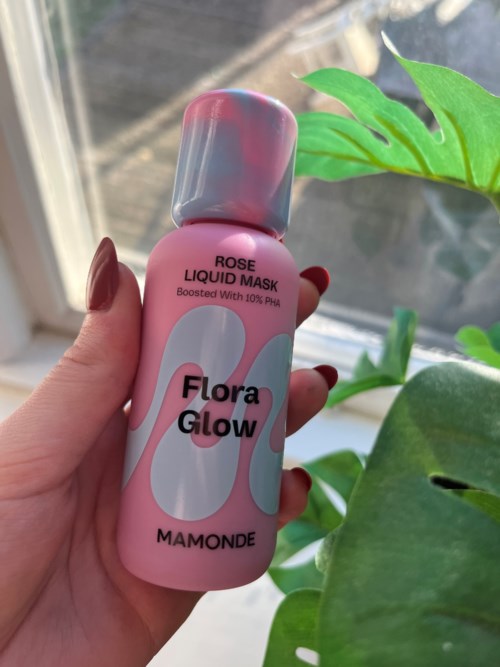 ROSE
LIQUID MASK
Boosted With 10% PHA
Flora
Glow
MAMONDE